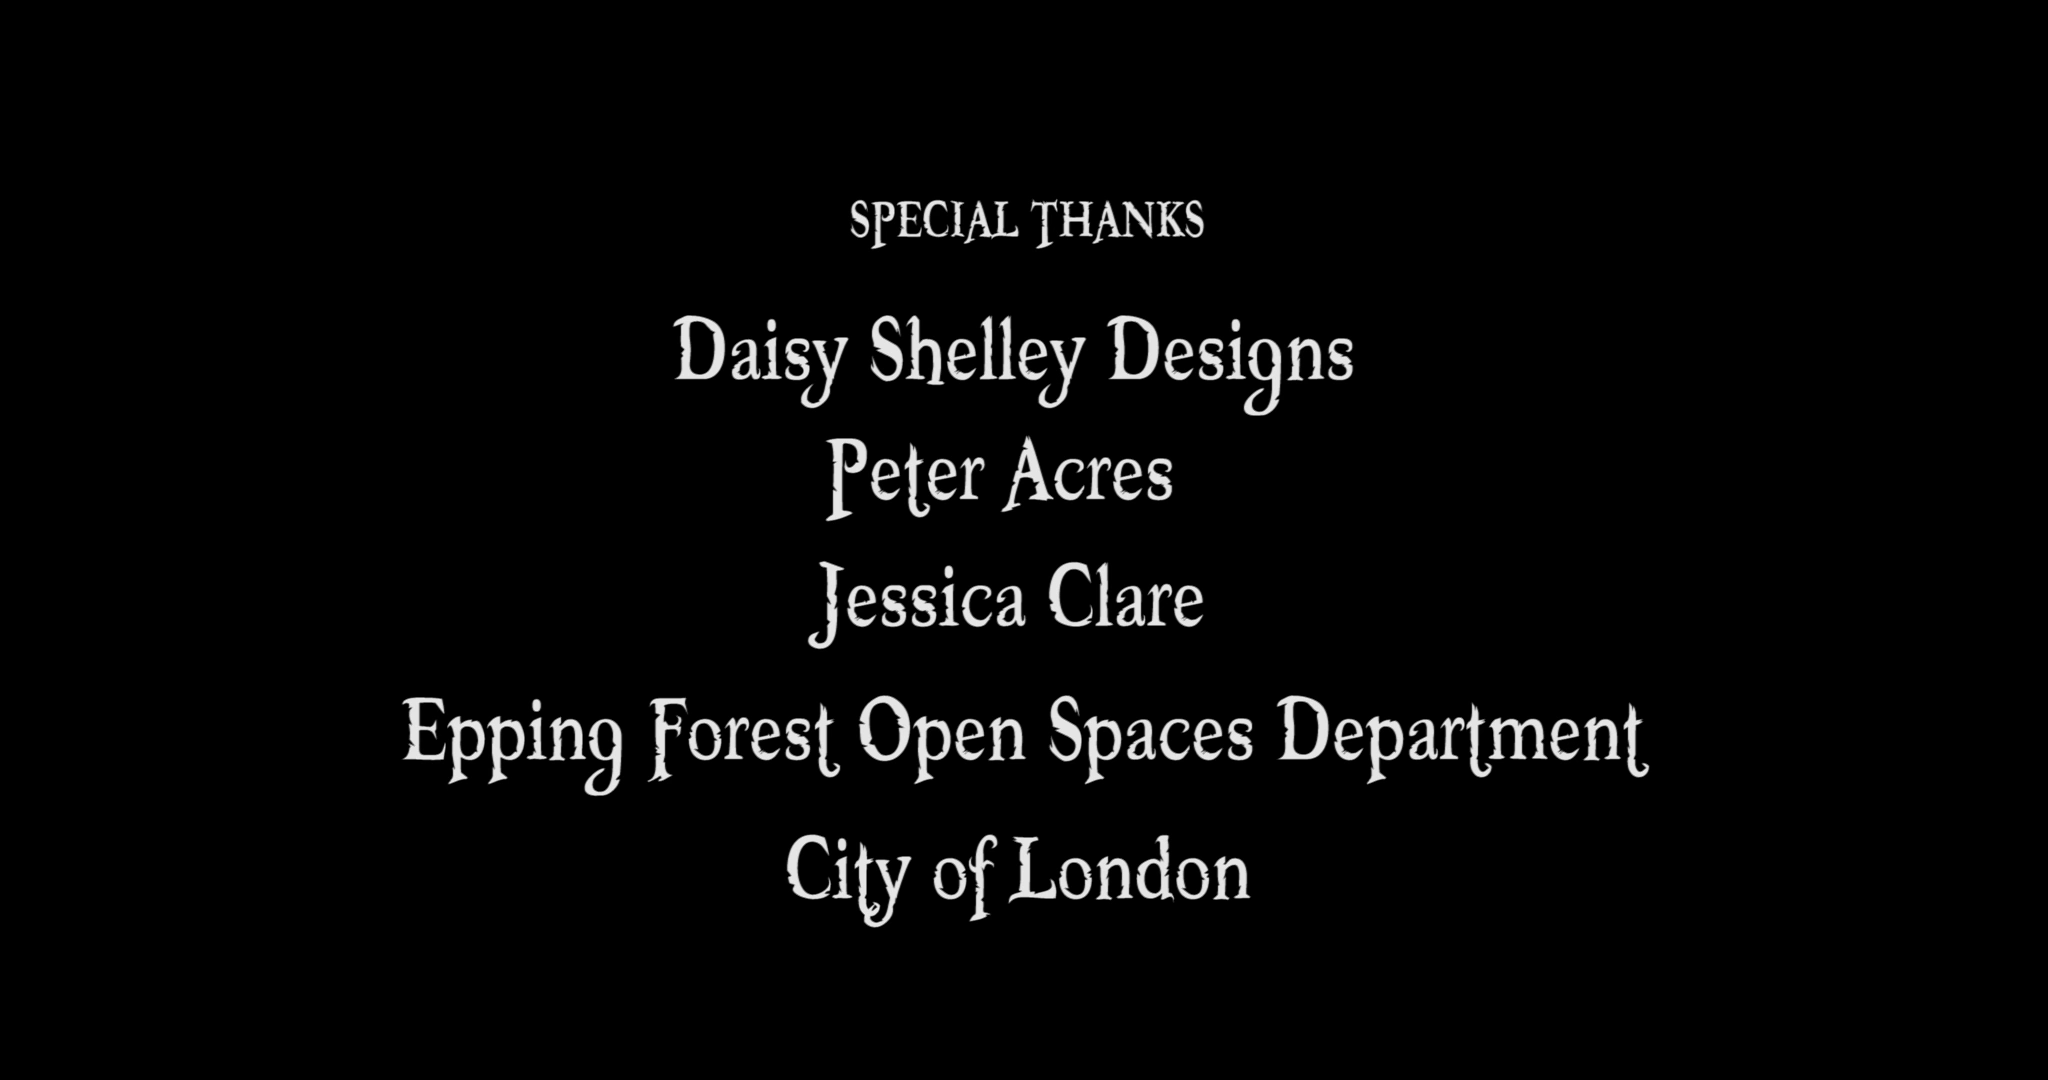 SPECIAL THANKS
Daisy Shelley Designs
Peter Acres
Jessica Clare
Epping Forest Open Spaces Department
City of London